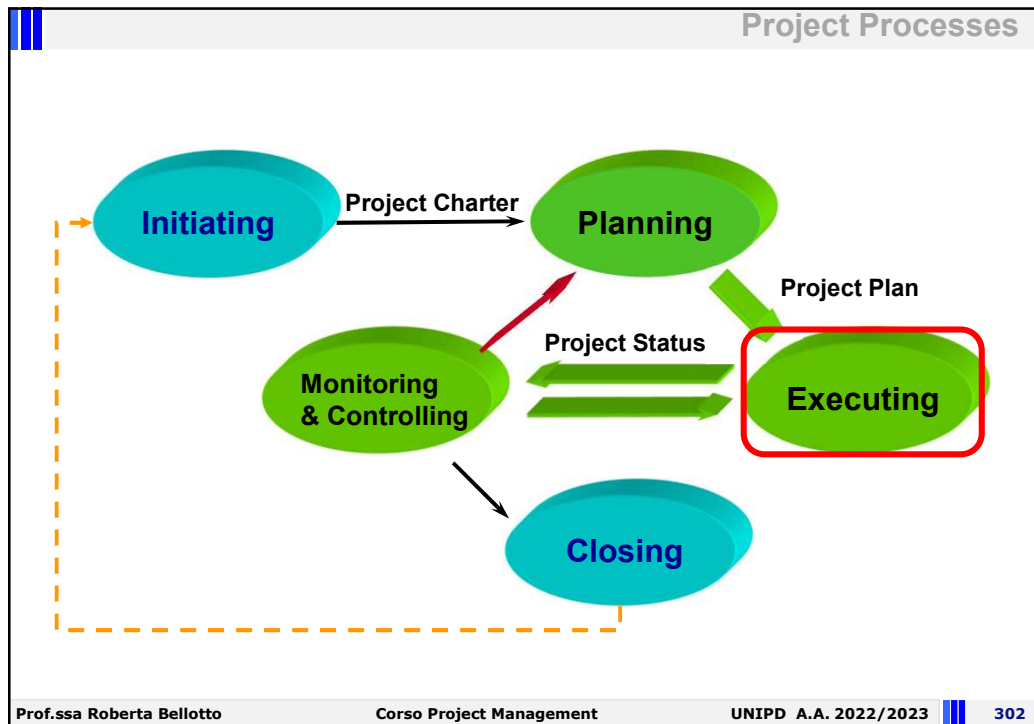 Project Processes
Initiating
Project Charter
Planning
Project Plan
Project Status
Monitoring
& Controlling
Executing
Closing
Prof.ssa Roberta Bellotto
Corso Project Management
UNIPD A.A. 2022/2023
302